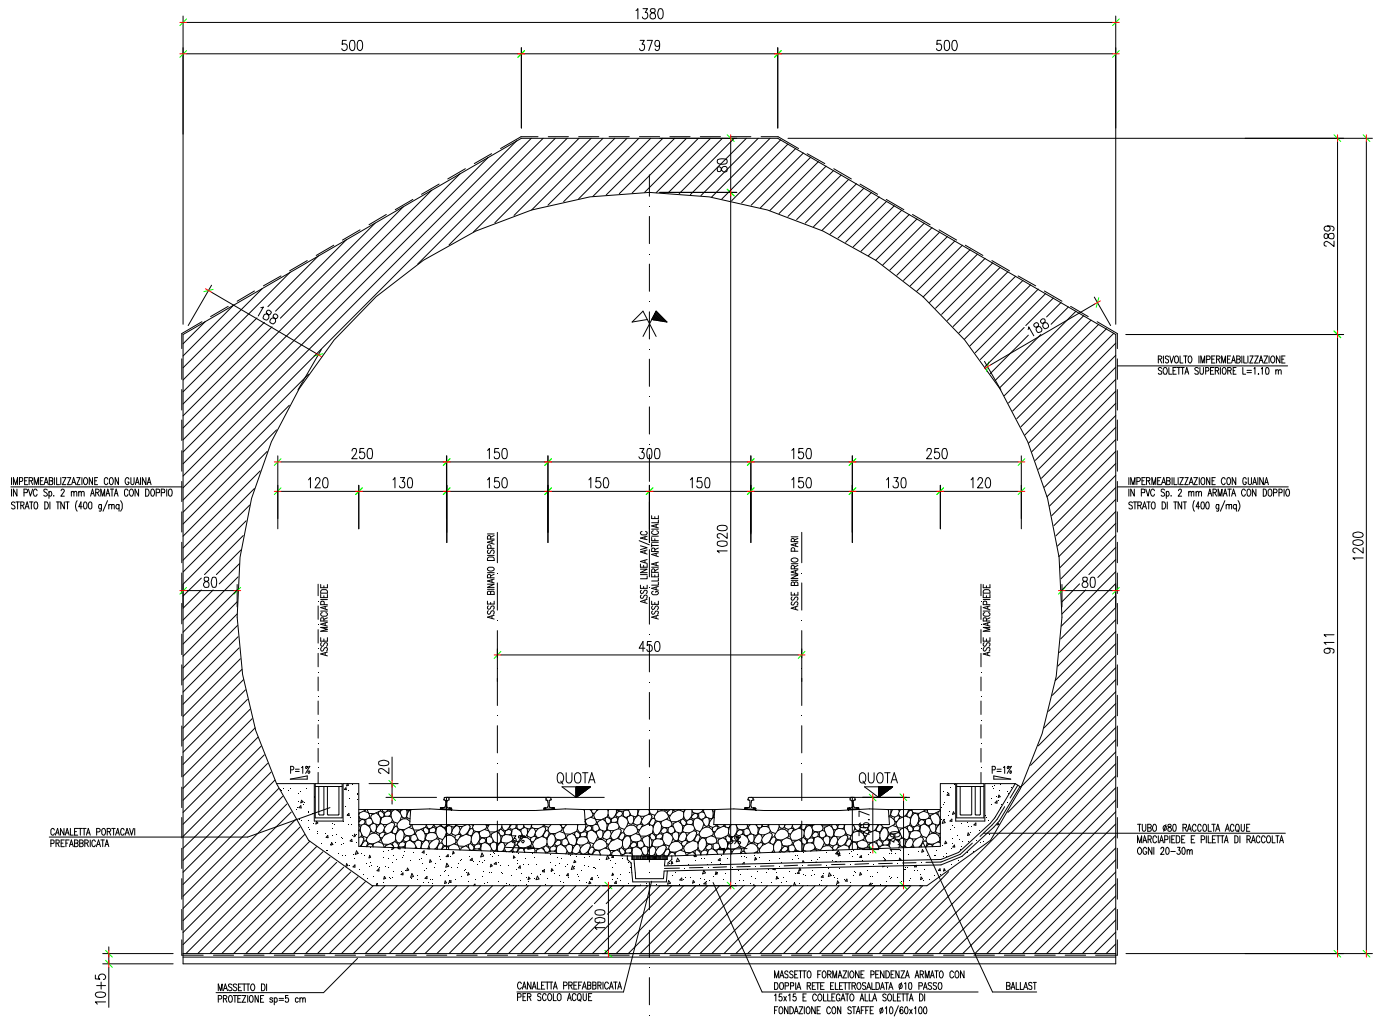 1380
500
379
500
80
289
188
188
RISVOLTO IMPERMEABILIZZAZIONE
SOLETTA SUPERIORE L=1.10 m
250
150
300
150
250
120
130
150
150
150
150
130
120
IMPERMEABILIZZAZIONE CON GUAINA
IN PVC Sp. 2 mm ARMATA CON DOPPIO
STRATO DI TNT (400 g/mq)
IMPERMEABILIZZAZIONE CON GUAINA
IN PVC Sp. 2 mm ARMATA CON DOPPIO
STRATO DI TNT (400 g/mq)
ASSE BINARIO DISPARI
ASSE LINEA AV/AC
ASSE GALLERIA ARTIFICIALE
1020
ASSE BINARIO PARI
1200
80
80
ASSE MARCIAPIEDE
ASSE MARCIAPIEDE
450
911
P=1%
20
QUOTA
QUOTA
P=1%
CANALETTA PORTACAVI
PREFABBRICATA
TUBO ø80 RACCOLTA ACQUE
MARCIAPIEDE E PILETTA DI RACCOLTA
OGNI 20-30m
100
10+5
MASSETTO DI
PROTEZIONE sp=5 cm
CANALETTA PREFABBRICATA
PER SCOLO ACQUE
MASSETTO FORMAZIONE PENDENZA ARMATO CON
DOPPIA RETE ELETTROSALDATA ø10 PASSO
15x15 E COLLEGATO ALLA SOLETTA DI
FONDAZIONE CON STAFFE ø10/60x100
BALLAST